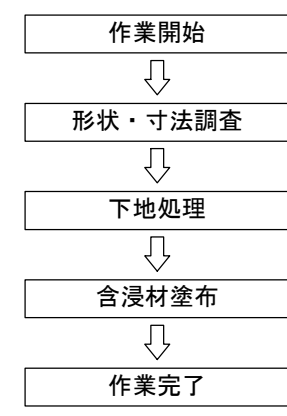 作業開始
形状・寸法調査
下地処理
含浸材塗布
作業完了